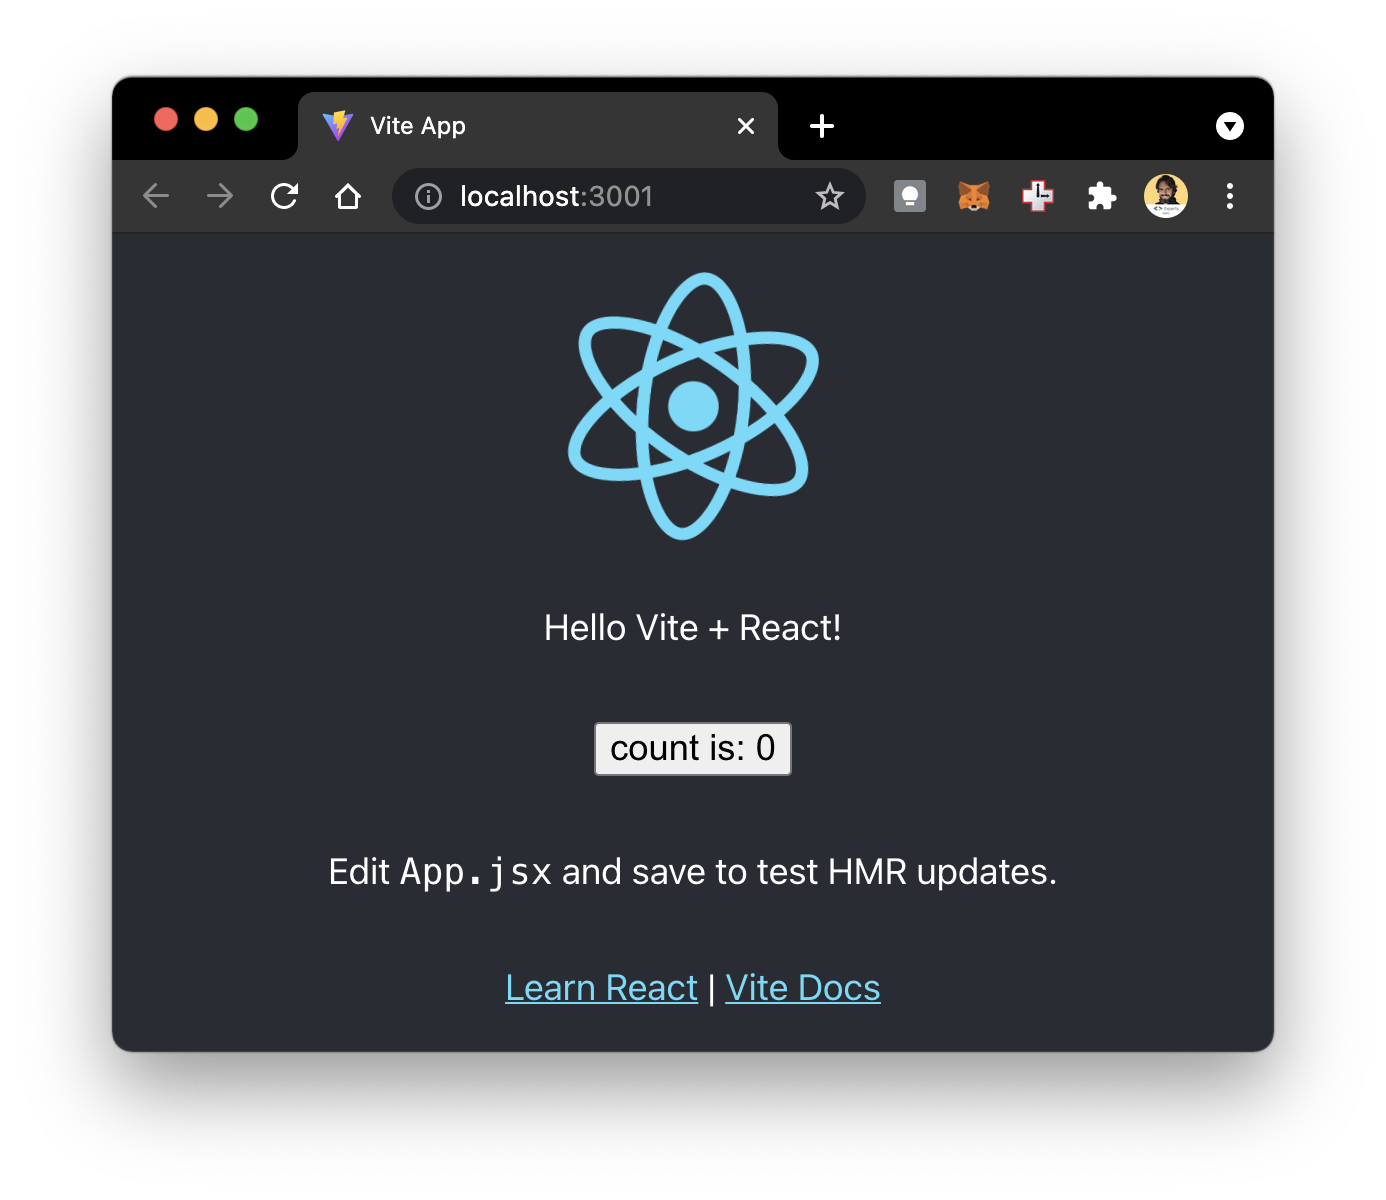 Vite App
localhost:3001
Hello Vite + React!
count is: 0
Edit App.jsx and save to test HMR updates.
Learn React | Vite Docs